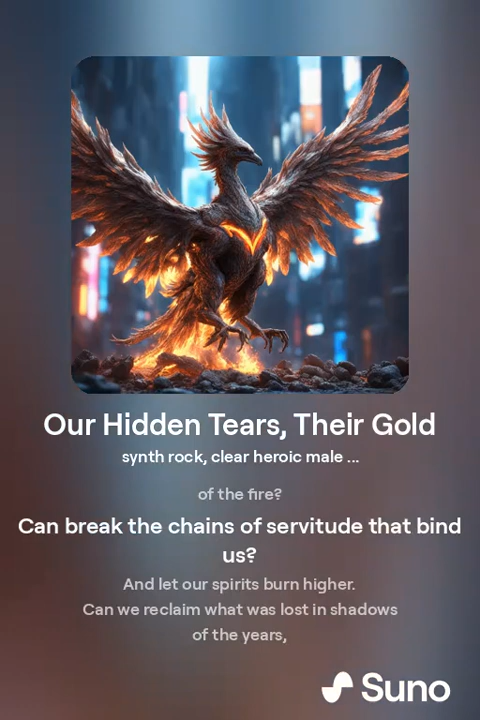 Our Hidden Tears, Their Gold
synth rock, clear heroic male ...
of the fire?
Can break the chains of servitude that bind
us?
And let our spirits burn higher.
Can we reclaim what was lost in shadows
of the years,
Suno